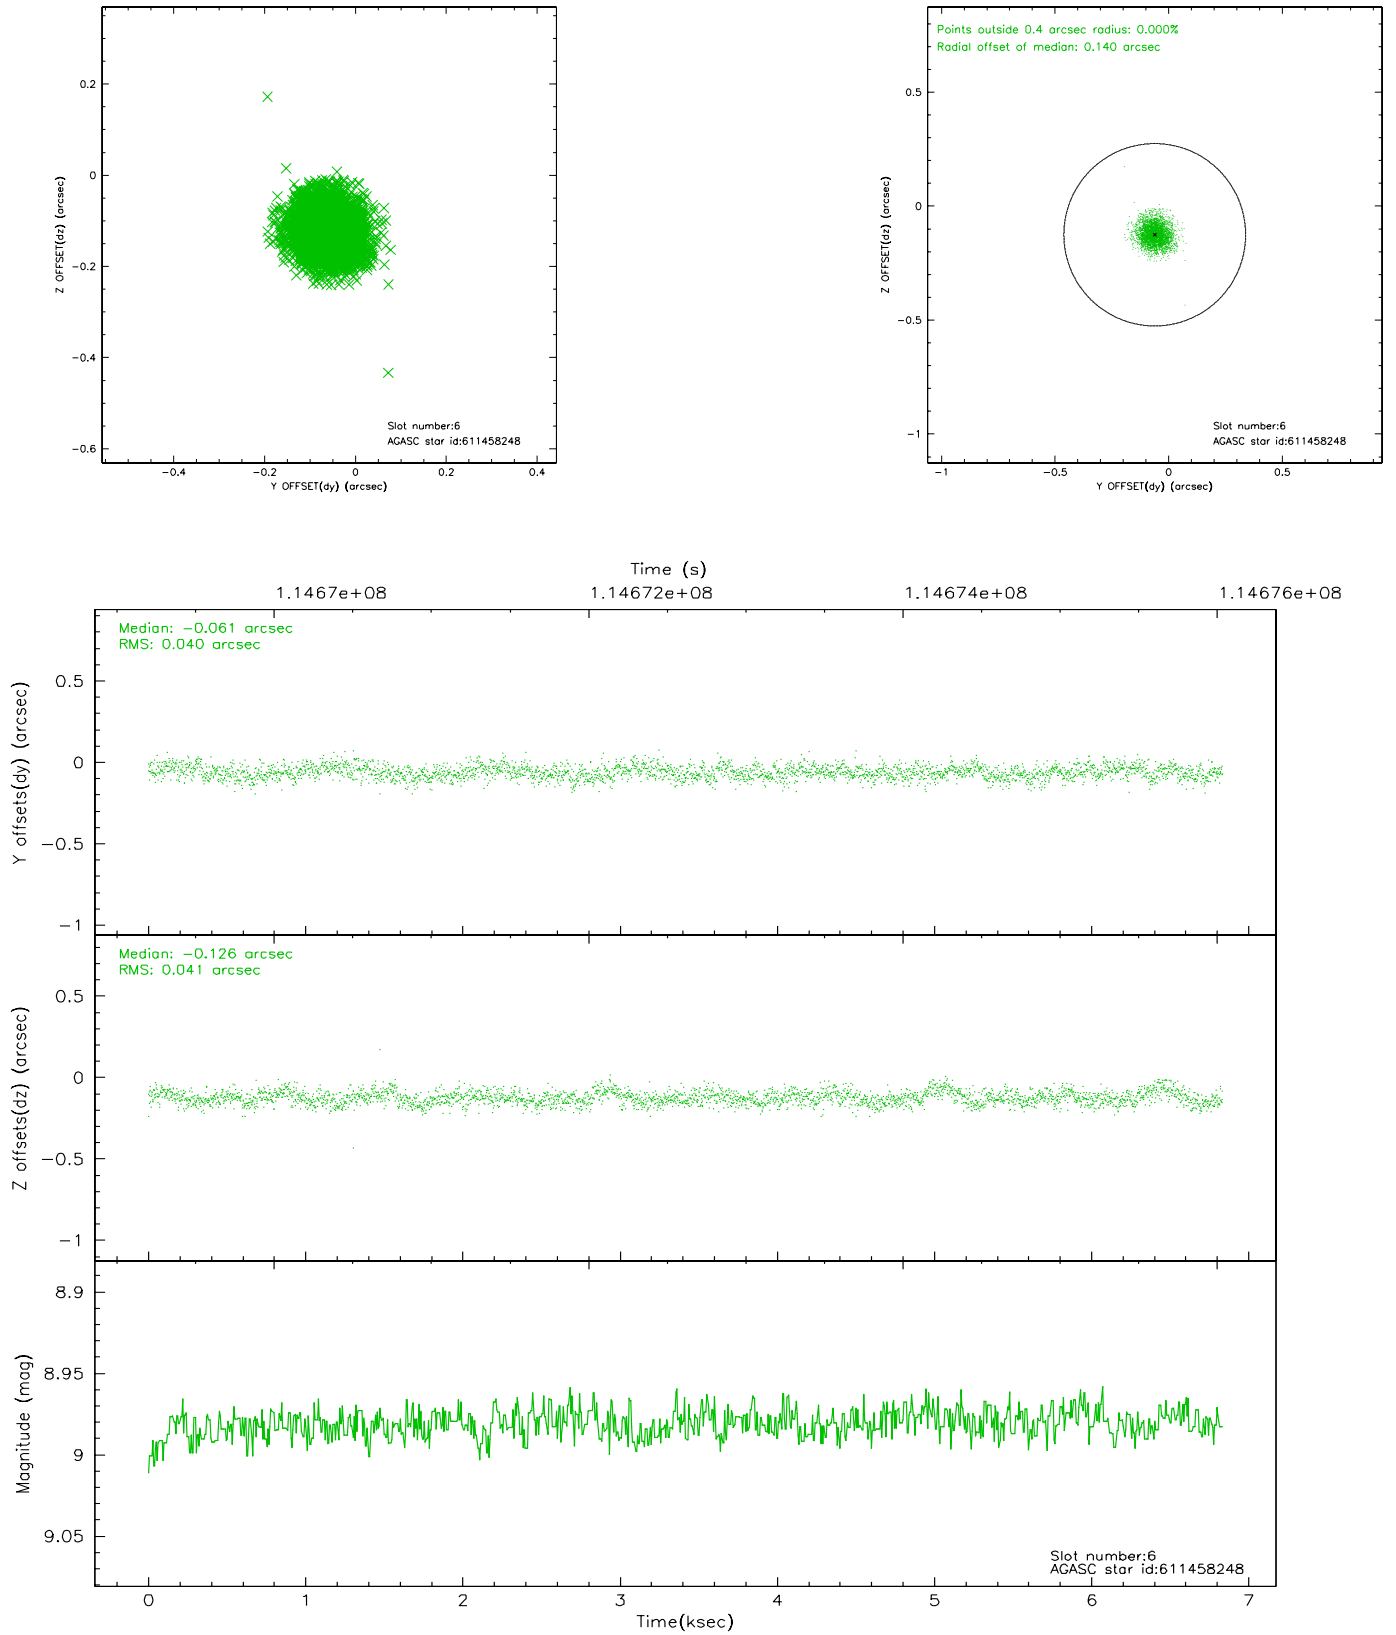 0.2
0
−0.2
−0.4
−0.6
Z OFFSET(dz) (arcsec)
Slot number:6
AGASC star id:611458248
−0.4 −0.2 0 0.2 0.4
Y OFFSET(dy) (arcsec)
Points outside 0.4 arcsec radius: 0.000%
Radial offset of median: 0.140 arcsec
0.5
0
−0.5
−1
Z OFFSET(dz) (arcsec)
Slot number:6
AGASC star id:611458248
−1 −0.5 0 0.5
Y OFFSET(dy) (arcsec)
Time (s)
1.1467e+08 1.14672e+08 1.14674e+08 1.14676e+08
Median: −0.061 arcsec
RMS: 0.040 arcsec
0.5
0
−0.5
−1
Y offsets(dy) (arcsec)
Median: −0.126 arcsec
RMS: 0.041 arcsec
0.5
0
−0.5
−1
Z offsets(dz) (arcsec)
8.9
8.95
9
9.05
Magnitude (mag)
Slot number:6
AGASC star id:611458248
0 1 2 3 4 5 6 7
Time(ksec)